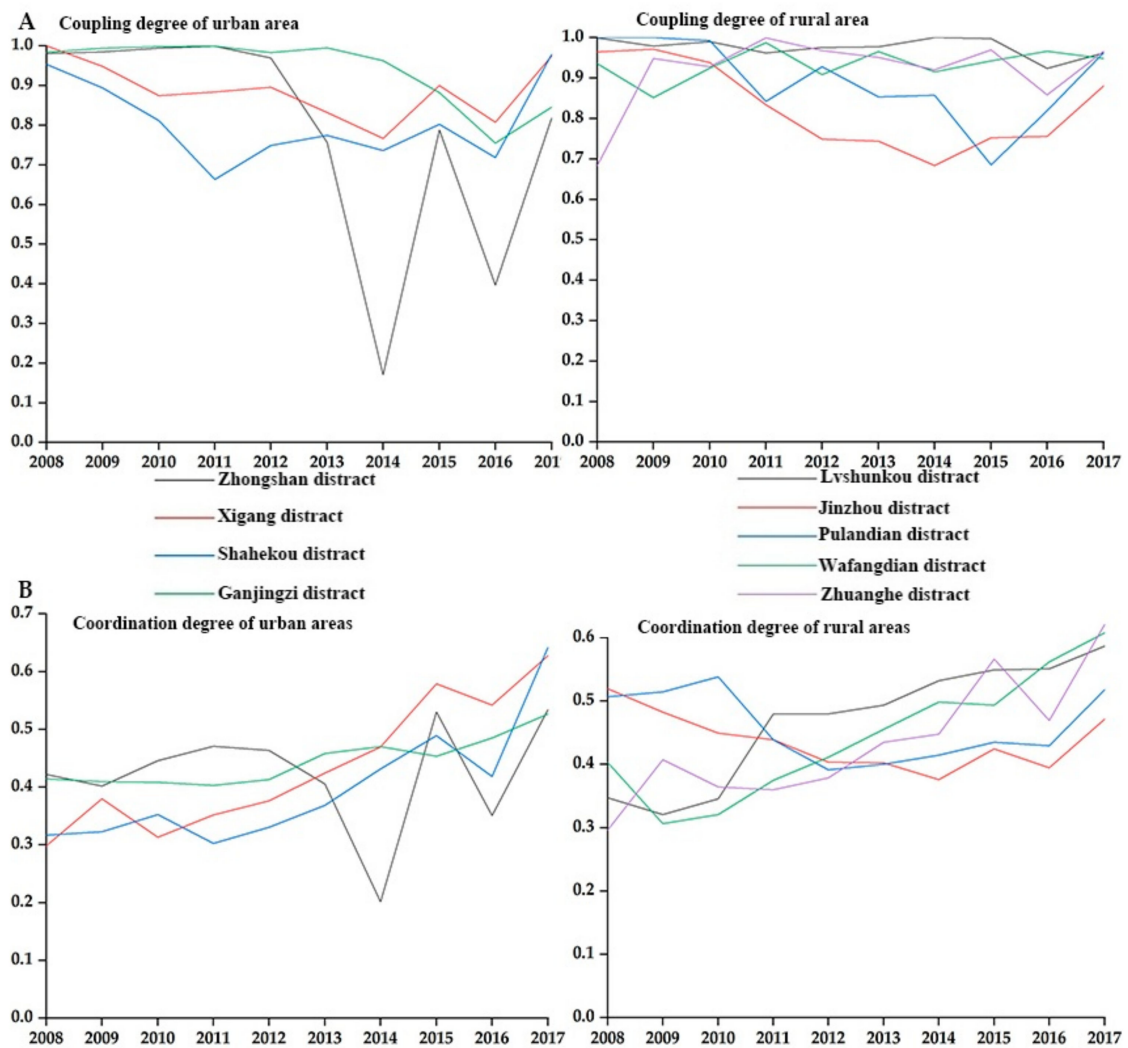 A
Coupling degree of urban area
1.0
0.9
0.8
0.7
0.6
0.5
0.4
0.3
0.2
0.1
0.0
2008 2009 2010 2011 2012 2013 2014 2015 2016 201
Coupling degree of rural area
1.0
0.9
0.8
0.7
0.6
0.5
0.4
0.3
0.2
0.1
0.0
2008 2009 2010 2011 2012 2013 2014 2015 2016 2017
Zhongshan distract
Xigang distract
Shahekou distract
Ganjingzi distract
Lvshunkou distract
Jinzhou distract
Pulandian distract
Wafangdian distract
Zhuanghe distract
B
Coordination degree of urban areas
0.7
0.6
0.5
0.4
0.3
0.2
0.1
0.0
2008 2009 2010 2011 2012 2013 2014 2015 2016 2017
Coordination degree of rural areas
0.6
0.5
0.4
0.3
0.2
0.1
0.0
2008 2009 2010 2011 2012 2013 2014 2015 2016 2017